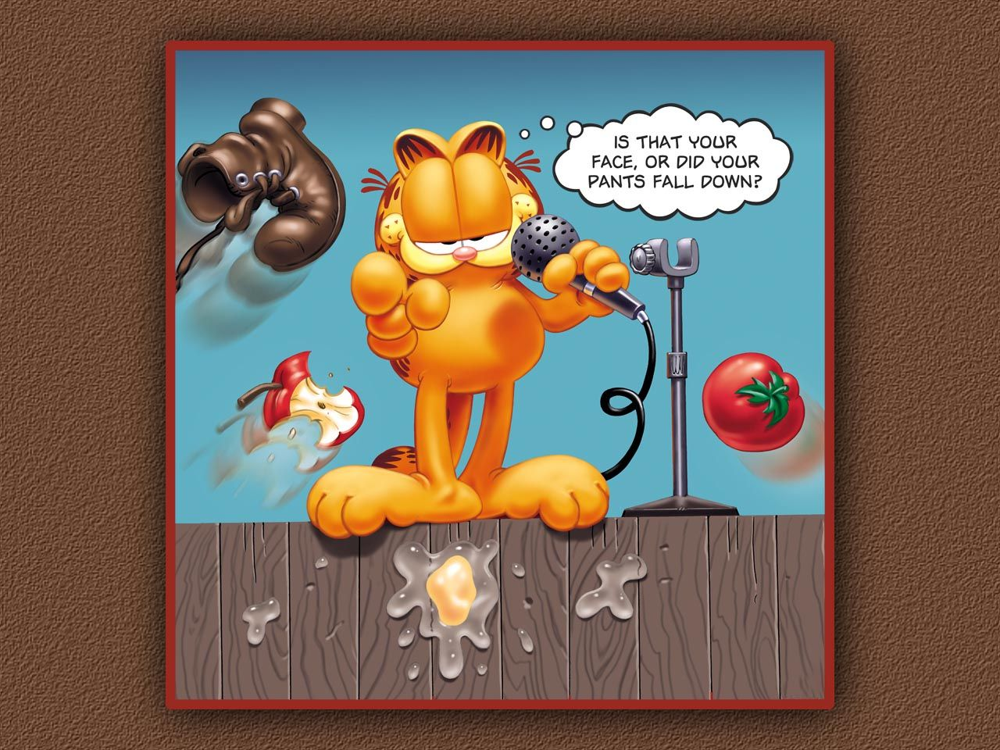 IS THAT YOUR
FACE, OR DID YOUR
PANTS FALL DOWN?